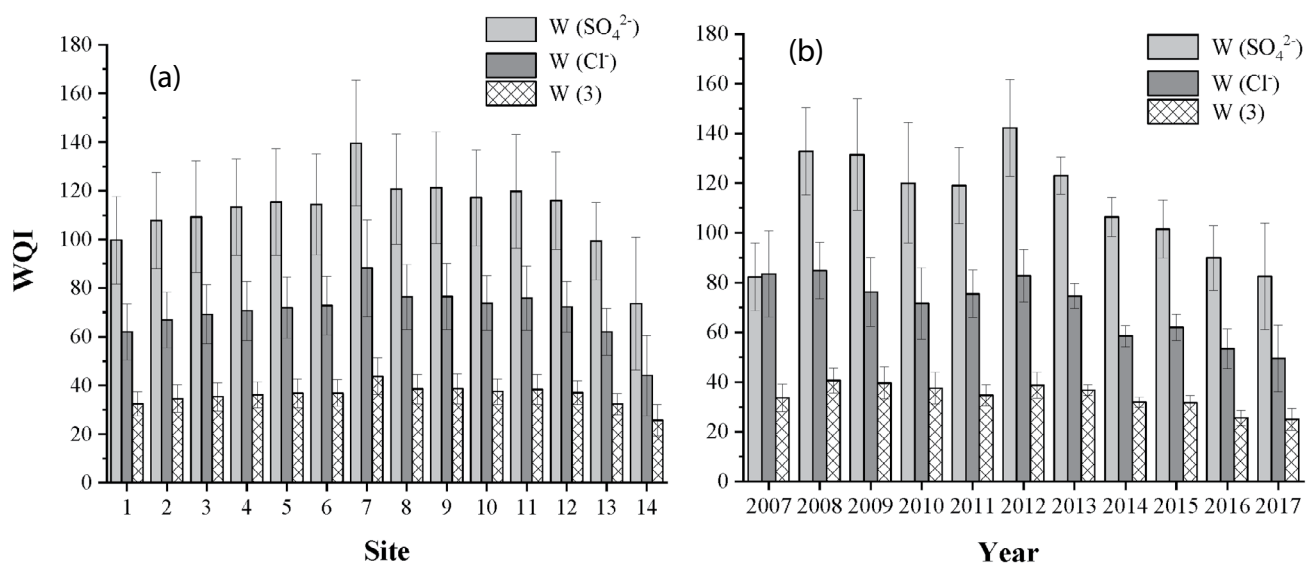 (a)
W (SO₄²⁻)
W (Cl⁻)
W (3)
180
160
140
120
100
80
60
40
20
0
WQI
1 2 3 4 5 6 7 8 9 10 11 12 13 14
Site
(b)
W (SO₄²⁻)
W (Cl⁻)
W (3)
180
160
140
120
100
80
60
40
20
0
2007 2008 2009 2010 2011 2012 2013 2014 2015 2016 2017
Year